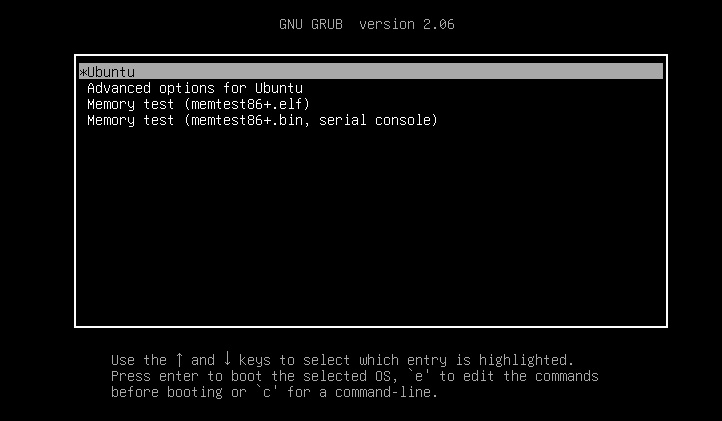 GNU GRUB  version 2.06
*Ubuntu
Advanced options for Ubuntu
Memory test (memtest86+.elf)
Memory test (memtest86+.bin, serial console)
Use the ↑ and ↓ keys to select which entry is highlighted.
Press enter to boot the selected OS, `e' to edit the commands
before booting or `c' for a command-line.